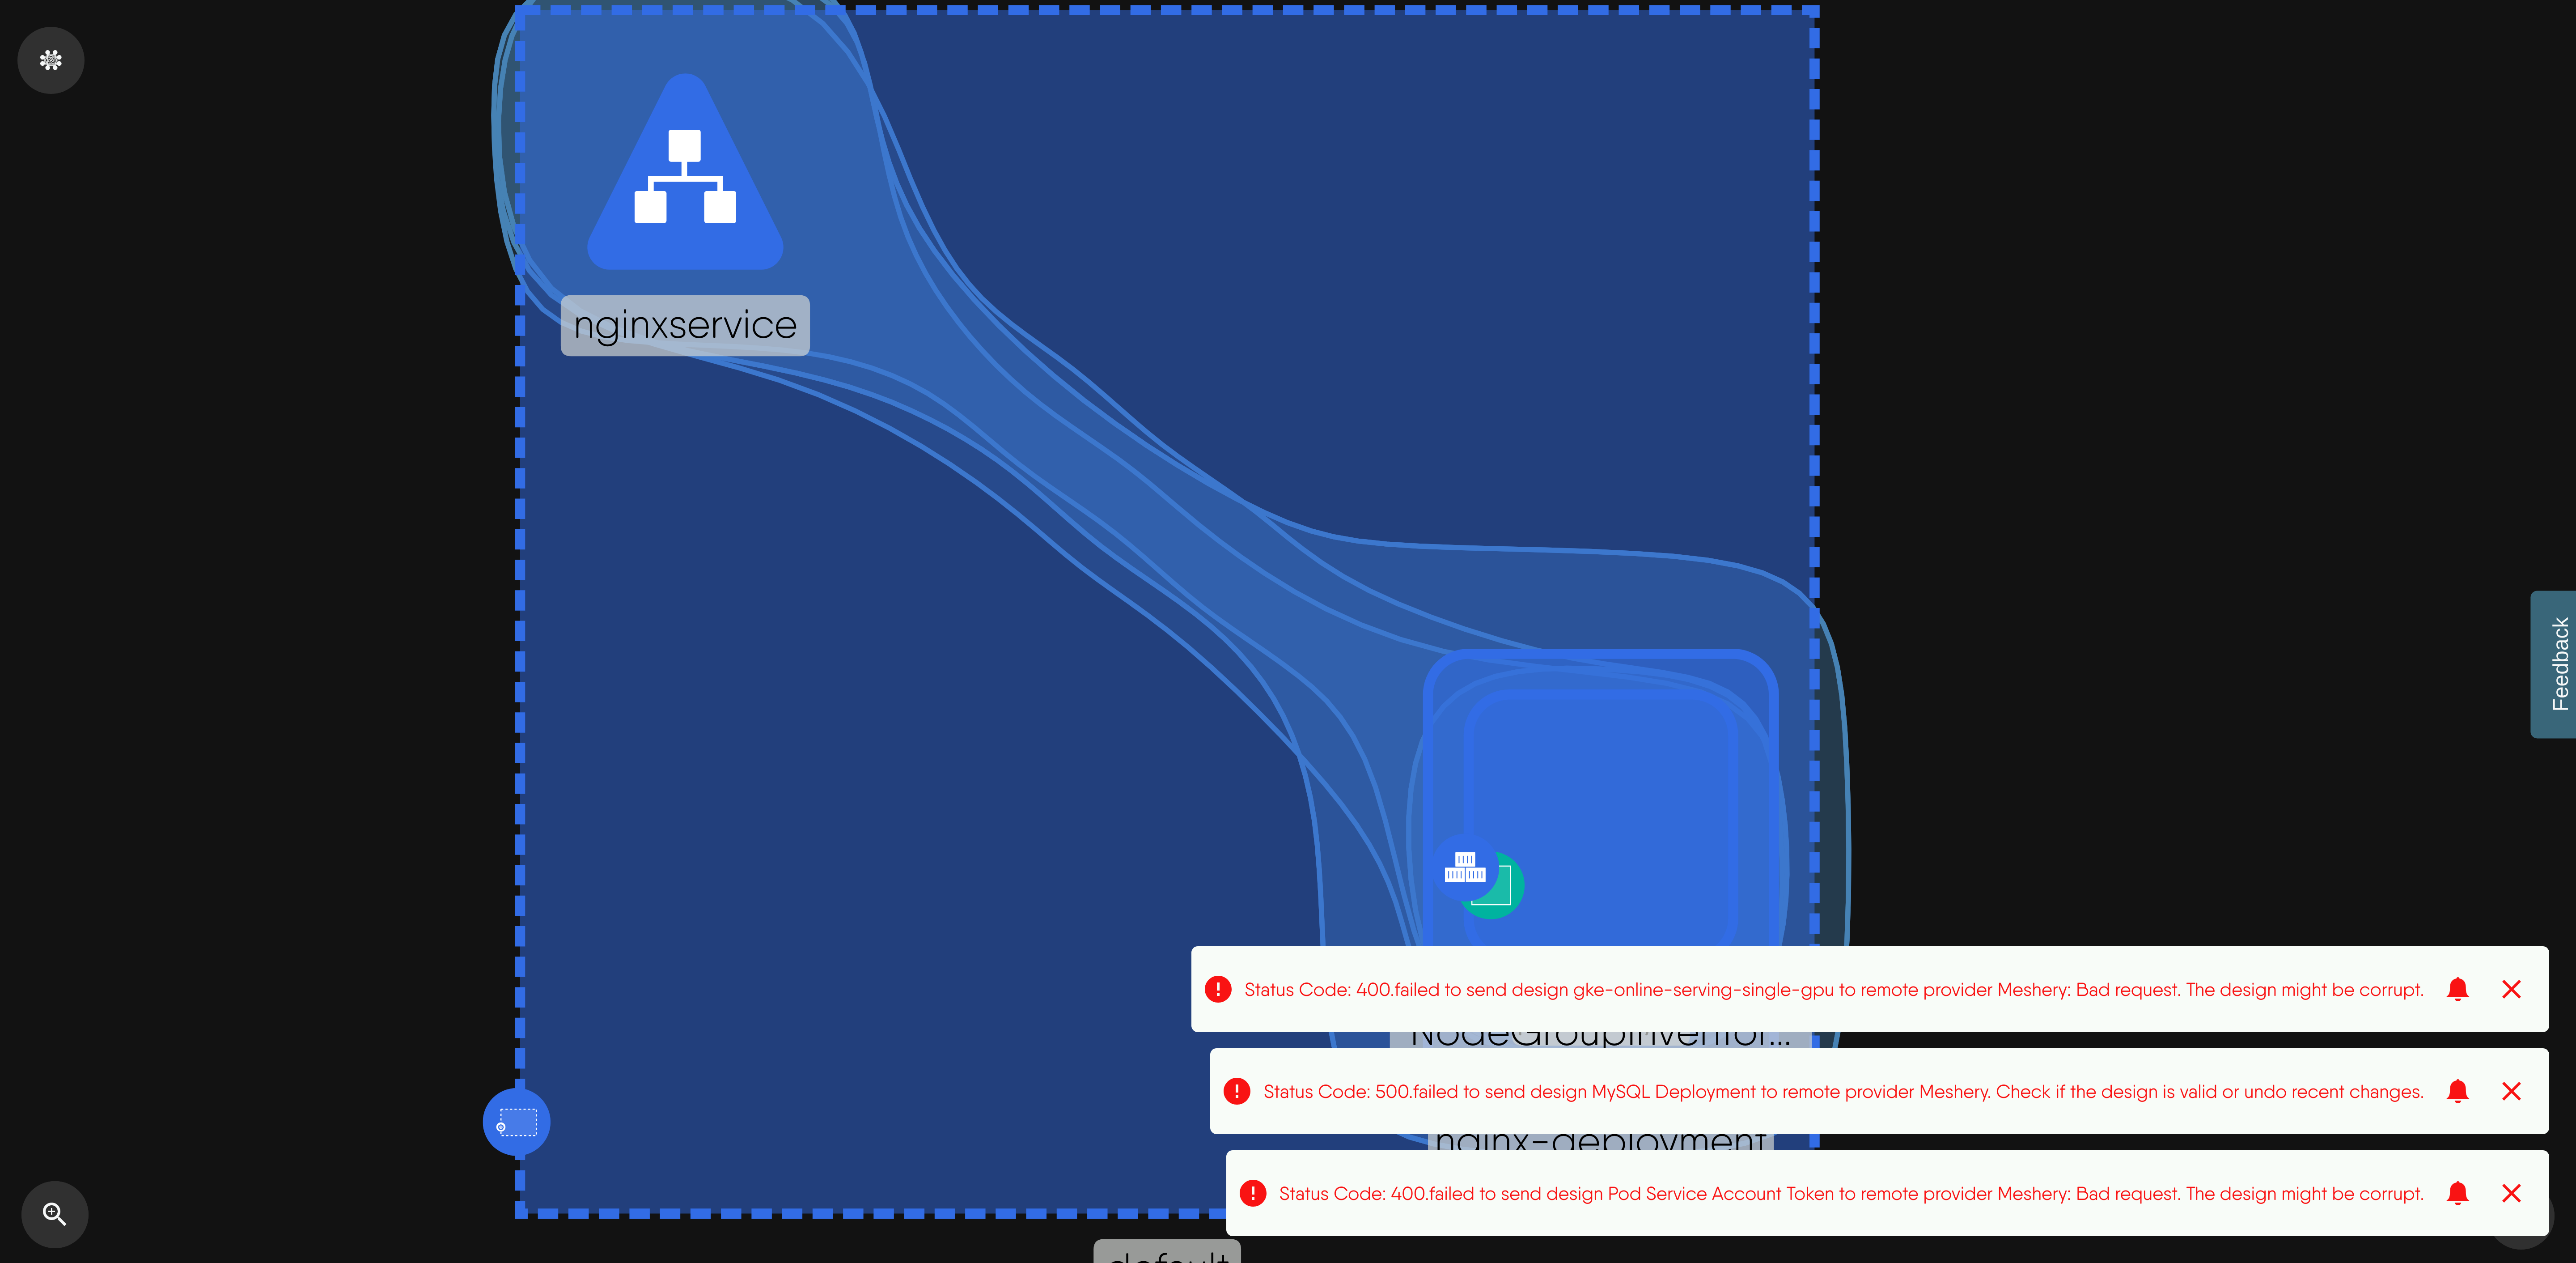 nginxservice
Feedback
Status Code: 400.failed to send design gke-online-serving-single-gpu to remote provider Meshery: Bad request. The design might be corrupt.
NodeGroupInventor...
Status Code: 500.failed to send design MySQL Deployment to remote provider Meshery. Check if the design is valid or undo recent changes.
nginx-deployment
Status Code: 400.failed to send design Pod Service Account Token to remote provider Meshery: Bad request. The design might be corrupt.
default